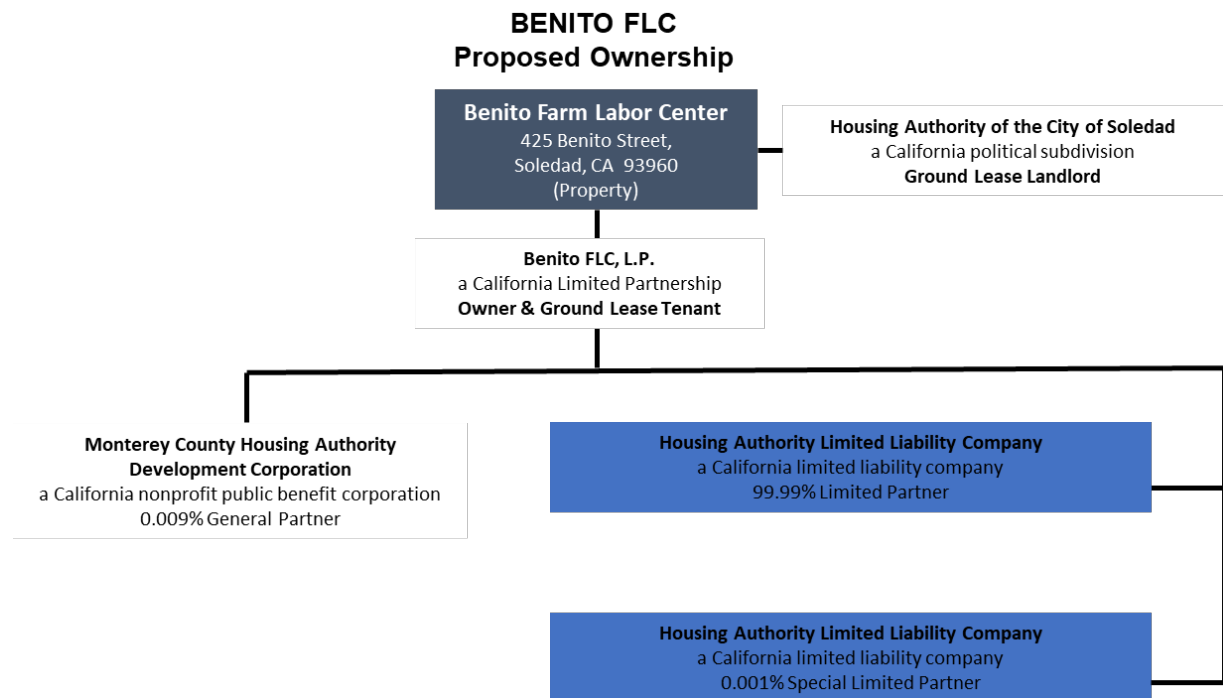 BENITO FLC
Proposed Ownership
Benito Farm Labor Center
425 Benito Street,
Soledad, CA 93960
(Property)
Housing Authority of the City of Soledad
a California political subdivision
Ground Lease Landlord
Benito FLC, L.P.
a California Limited Partnership
Owner & Ground Lease Tenant
Monterey County Housing Authority
Development Corporation
a California nonprofit public benefit corporation
0.009% General Partner
Housing Authority Limited Liability Company
a California limited liability company
99.99% Limited Partner
Housing Authority Limited Liability Company
a California limited liability company
0.001% Special Limited Partner